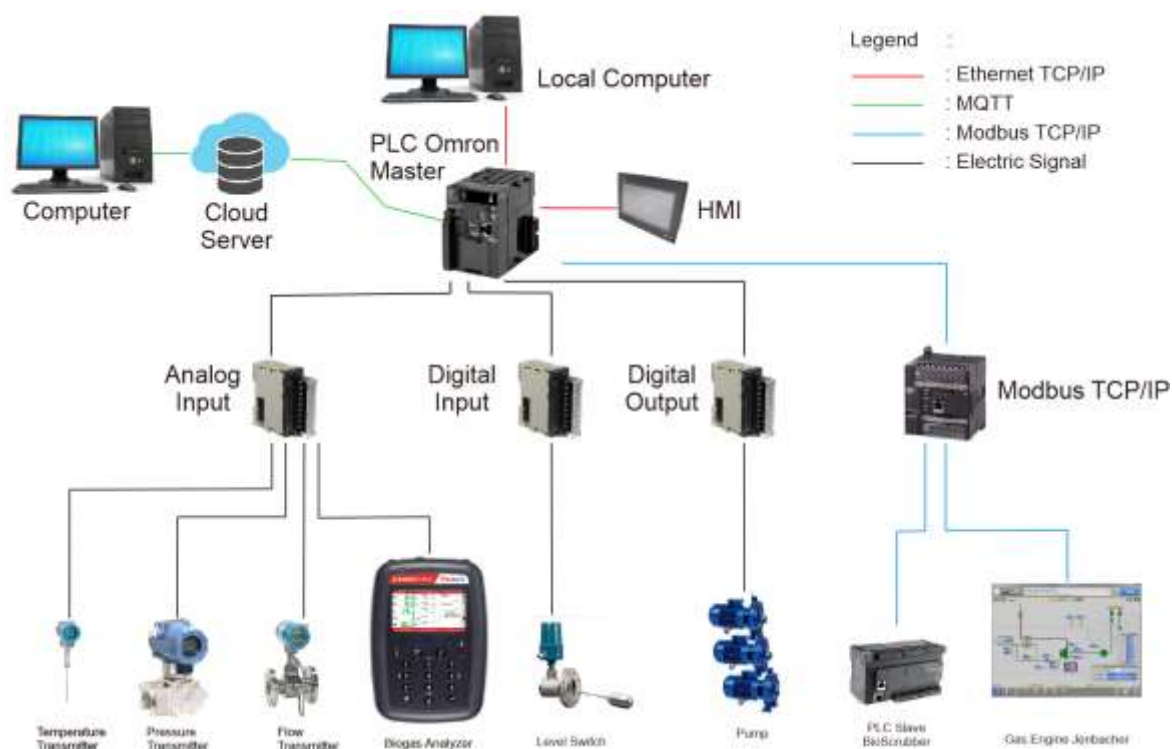 Legend :
: Ethernet TCP/IP
: MQTT
: Modbus TCP/IP
: Electric Signal
Local Computer
PLC Omron
Master
Computer
Cloud
Server
HMI
Analog
Input
Digital
Input
Digital
Output
Modbus TCP/IP
Temperature
Transmitter
Pressure
Transmitter
Flow
Transmitter
Biogas Analyzer
Level Switch
Pump
PLC Slave
BioScrubber
Gas Engine Jenbacher